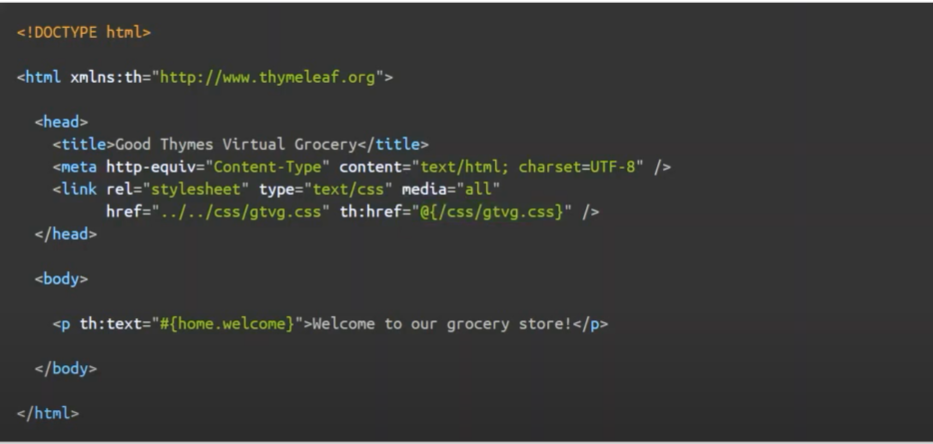 <!DOCTYPE html>
<html xmlns:th="http://www.thymeleaf.org">
<head>
<title>Good Thymes Virtual Grocery</title>
<meta http-equiv="Content-Type" content="text/html; charset=UTF-8" />
<link rel="stylesheet" type="text/css" media="all"
href="../../css/gtvg.css" th:href="@{/css/gtvg.css}" />
</head>
<body>
<p th:text="#{home.welcome}">Welcome to our grocery store!</p>
</body>
</html>